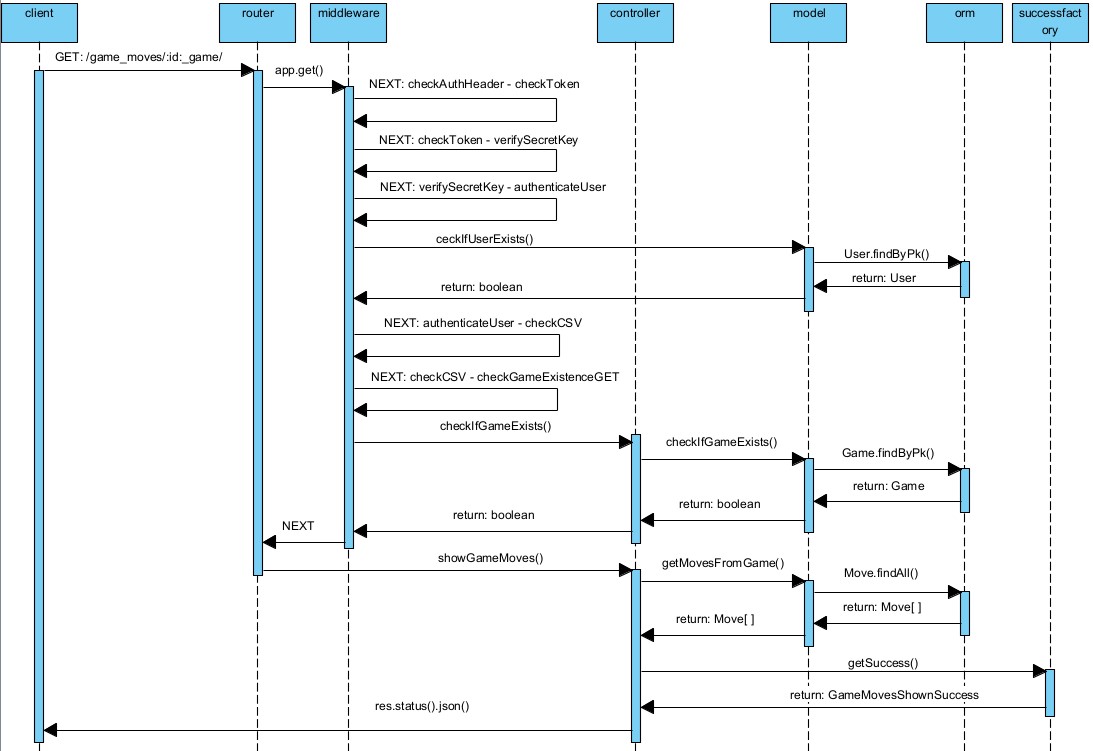 client
router
middleware
controller
model
orm
successfact
ory
GET: /game_moves/:id:_game/
app.get()
NEXT: checkAuthHeader - checkToken
NEXT: checkToken - verifySecretKey
NEXT: verifySecretKey - authenticateUser
ceckIfUserExists()
User.findByPk()
return: User
return: boolean
NEXT: authenticateUser - checkCSV
NEXT: checkCSV - checkGameExistenceGET
checkIfGameExists()
checkIfGameExists()
Game.findByPk()
return: Game
return: boolean
return: boolean
NEXT
showGameMoves()
getMovesFromGame()
Move.findAll()
return: Move[ ]
return: Move[ ]
getSuccess()
return: GameMovesShownSuccess
res.status().json()